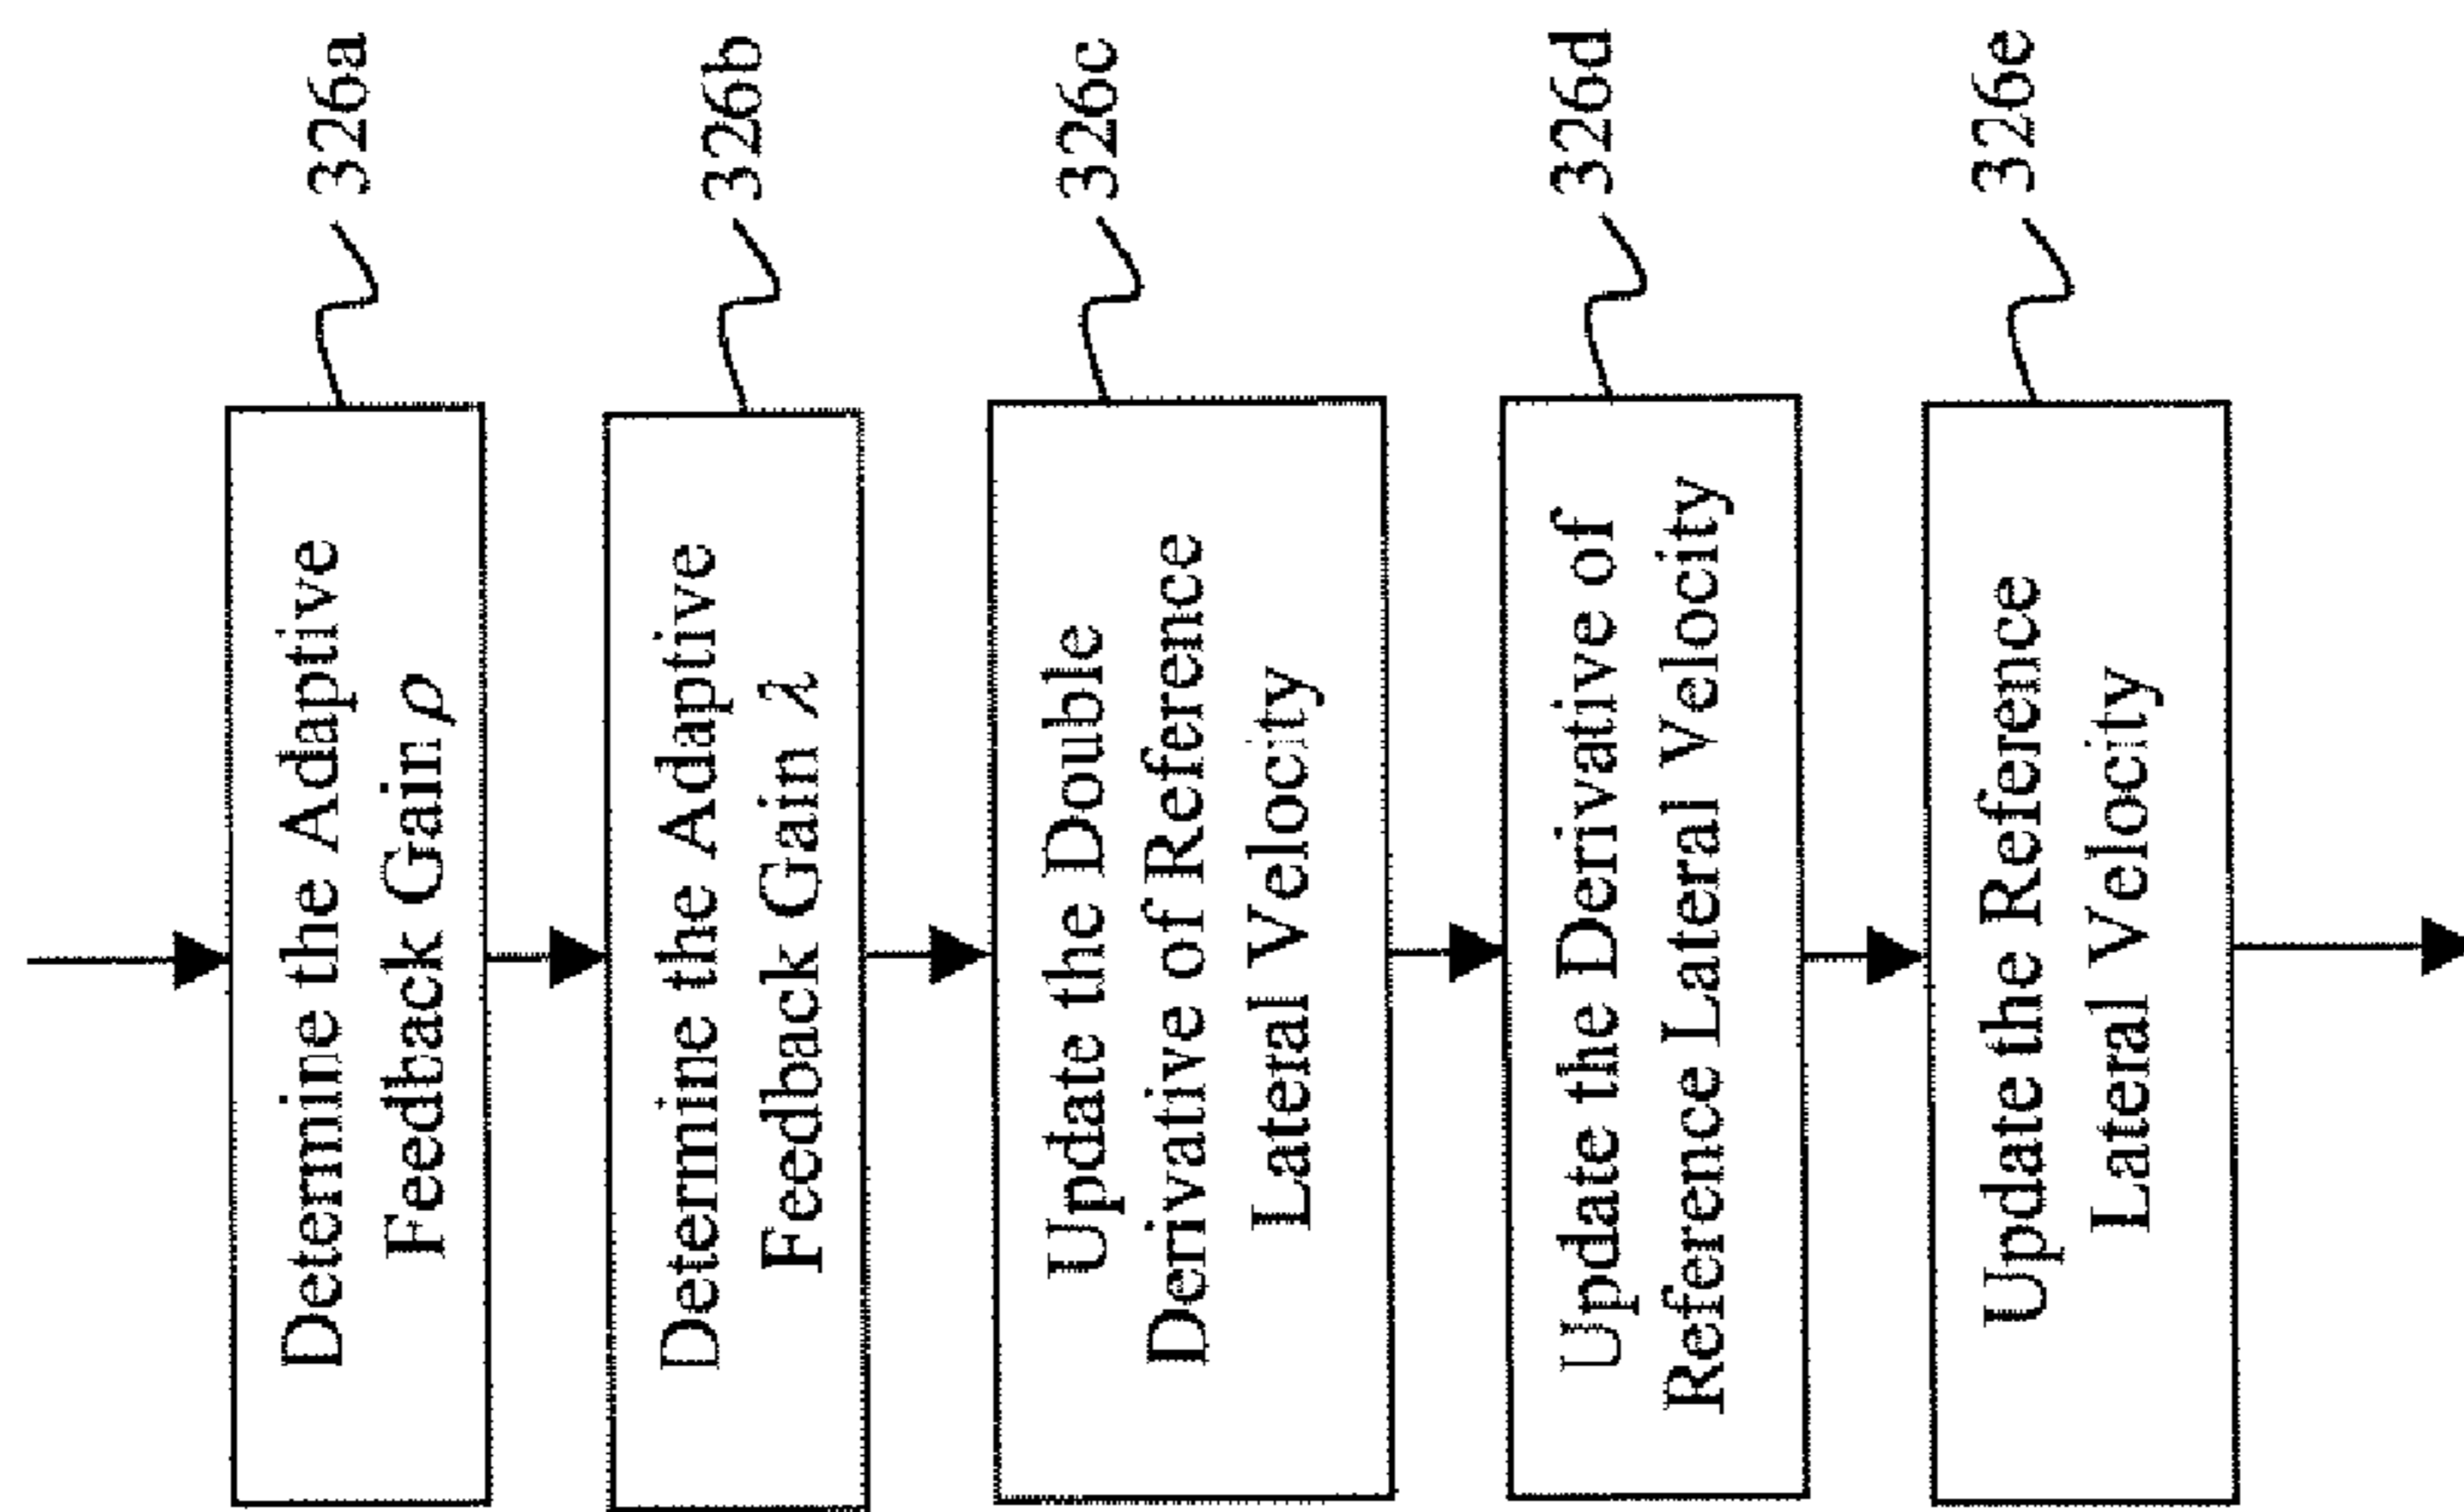 Determine the Adaptive
Feedback Gain ρ
326a
Determine the Adaptive
Feedback Gain λ
326b
Update the Double
Derivative of Reference
Lateral Velocity
326c
Update the Derivative of
Reference Lateral Velocity
326d
Update the Reference
Lateral Velocity
326e